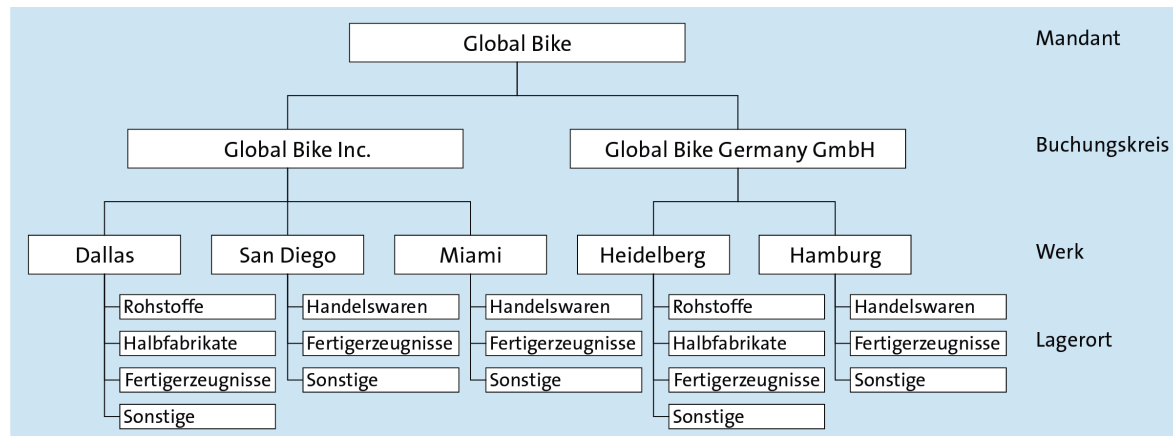 Global Bike
Mandant
Global Bike Inc.
Global Bike Germany GmbH
Buchungskreis
Dallas
San Diego
Miami
Heidelberg
Hamburg
Werk
Rohstoffe
Handelswaren
Handelswaren
Rohstoffe
Handelswaren
Halbfabrikate
Fertigerzeugnisse
Fertigerzeugnisse
Halbfabrikate
Fertigerzeugnisse
Lagerort
Fertigerzeugnisse
Sonstige
Sonstige
Fertigerzeugnisse
Sonstige
Sonstige
Sonstige